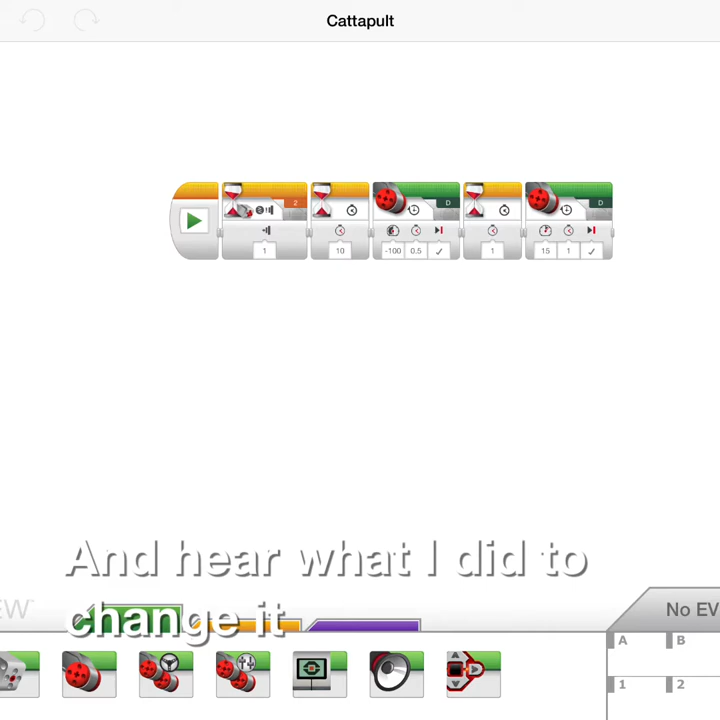 Cattapult
2
D
D
1
10
-100 0.5
1
15 1
And hear what I did to
change it
No EV
A B
1 2